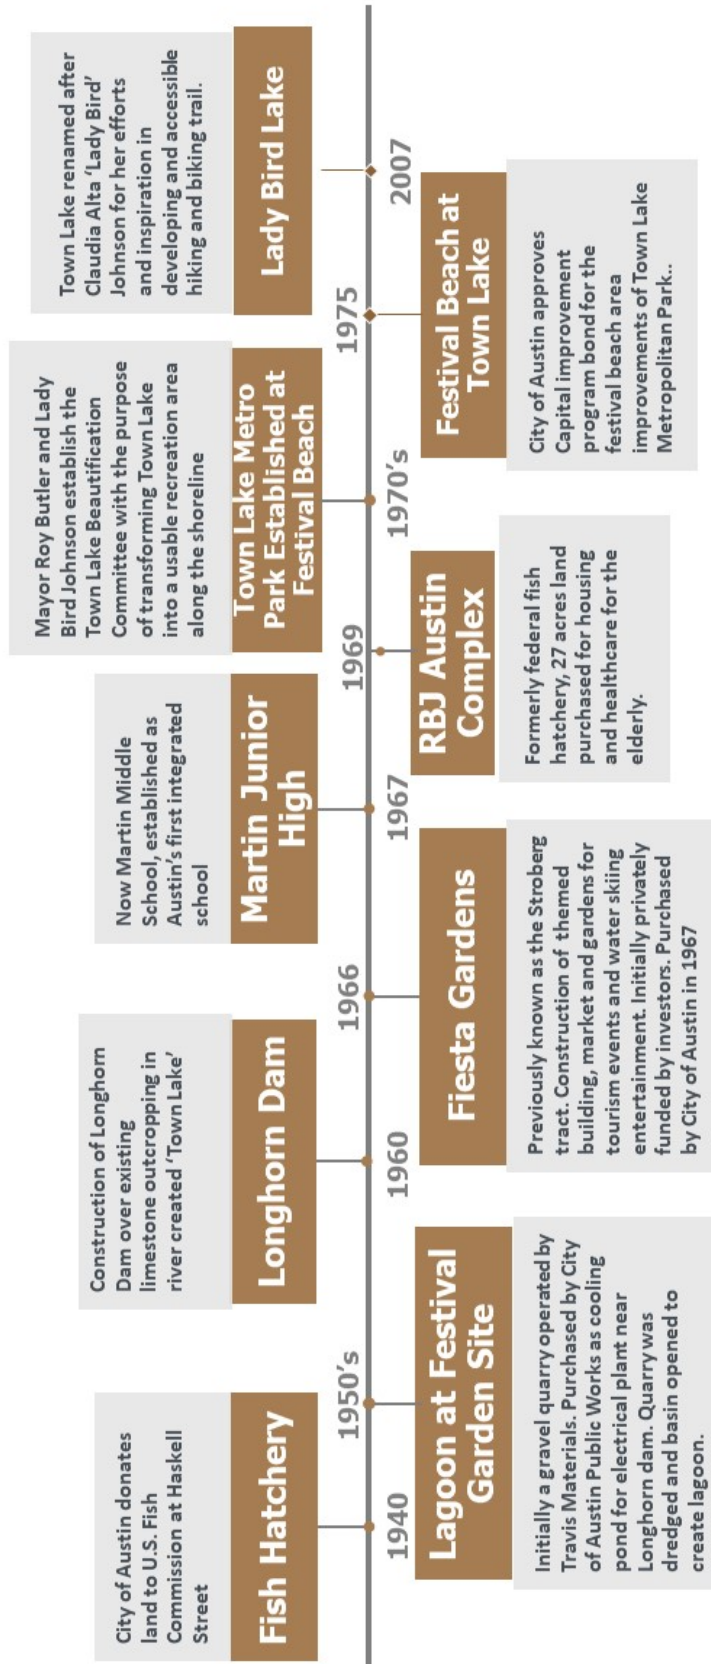 City of Austin donates
land to U.S. Fish
Commission at Haskell
Street
Fish Hatchery
1940
1950's
Lagoon at Festival
Garden Site
Initially a gravel quarry operated by
Travis Materials. Purchased by City
of Austin Public Works as cooling
pond for electrical plant near
Longhorn dam. Quarry was
dredged and basin opened to
create lagoon.
Construction of Longhorn
Dam over existing
limestone outcropping in
river created 'Town Lake'
Longhorn Dam
1960
1966
Fiesta Gardens
Previously known as the Stroberg
tract. Construction of themed
building, market and gardens for
tourism events and water skiing
entertainment. Initially privately
funded by investors. Purchased
by City of Austin in 1967
Now Martin Middle
School, established as
Austin's first integrated
school
Martin Junior
High
1967
1969
RBJ Austin
Complex
Formerly federal fish
hatchery, 27 acres land
purchased for housing
and healthcare for the
elderly.
Mayor Roy Butler and Lady
Bird Johnson establish the
Town Lake Beautification
Committee with the purpose
of transforming Town Lake
into a usable recreation area
along the shoreline
Town Lake Metro
Park Established at
Festival Beach
1970's
1975
Festival Beach at
Town Lake
City of Austin approves
Capital improvement
program bond for the
festival beach area
improvements of Town Lake
Metropolitan Park..
Town Lake renamed after
Claudia Alta 'Lady Bird'
Johnson for her efforts
and inspiration in
developing and accessible
hiking and biking trail.
Lady Bird Lake
2007